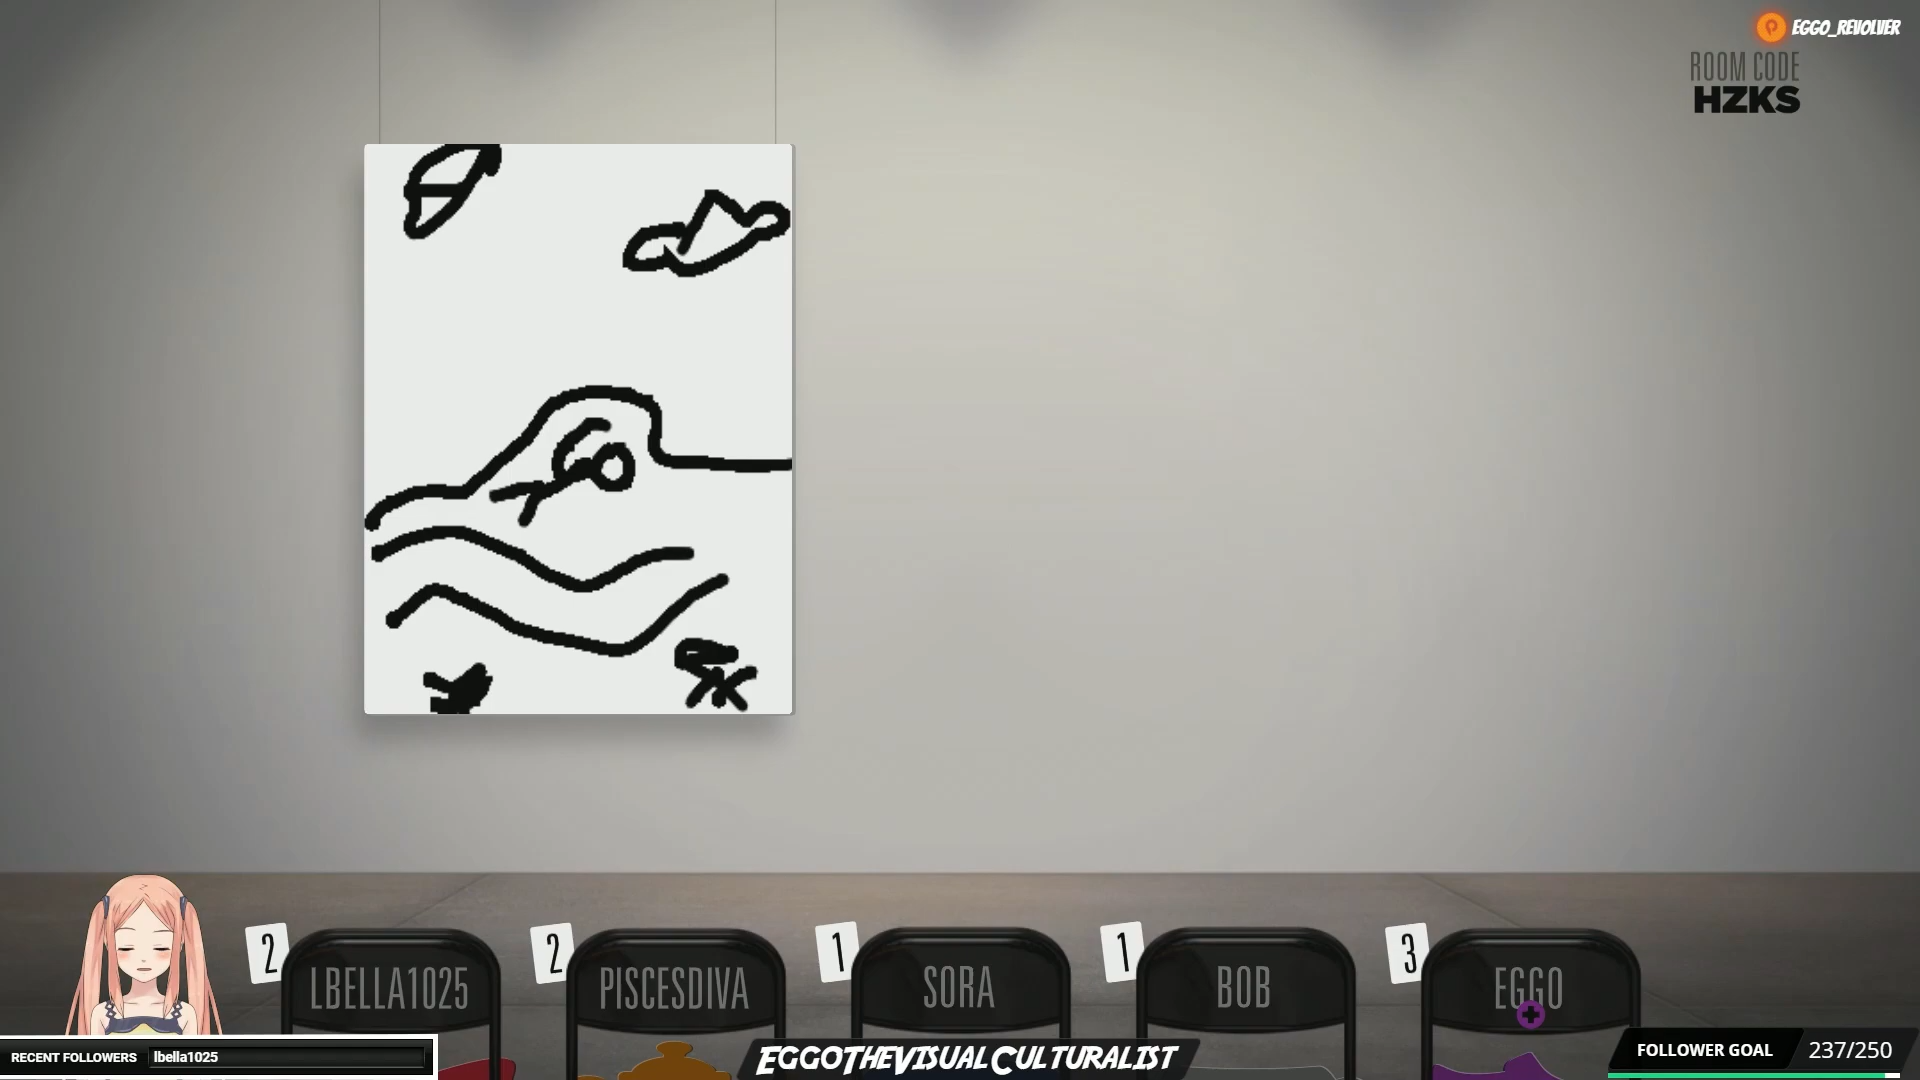 EGGO_REVOLVER
ROOM CODE
HZKS
2 LBELLA1025
2 PISCESDIVA
1 SORA
1 BOB
3 EGGO
RECENT FOLLOWERS lbella1025
EGGOTHEVISUALCULTURALIST
FOLLOWER GOAL 237/250